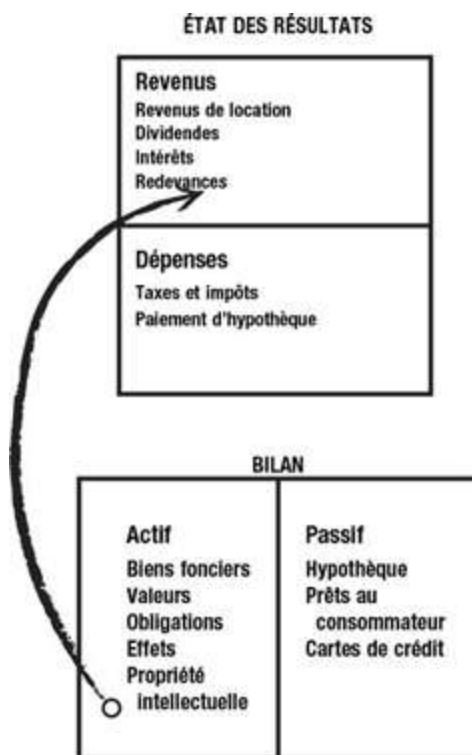 ÉTAT DES RÉSULTATS
Revenus
Revenus de location
Dividendes
Intérêts
Redevances
Dépenses
Taxes et impôts
Paiement d'hypothèque
BILAN
Actif
Biens fonciers
Valeurs
Obligations
Effets
Propriété
intellectuelle
Passif
Hypothèque
Prêts au
consommateur
Cartes de crédit